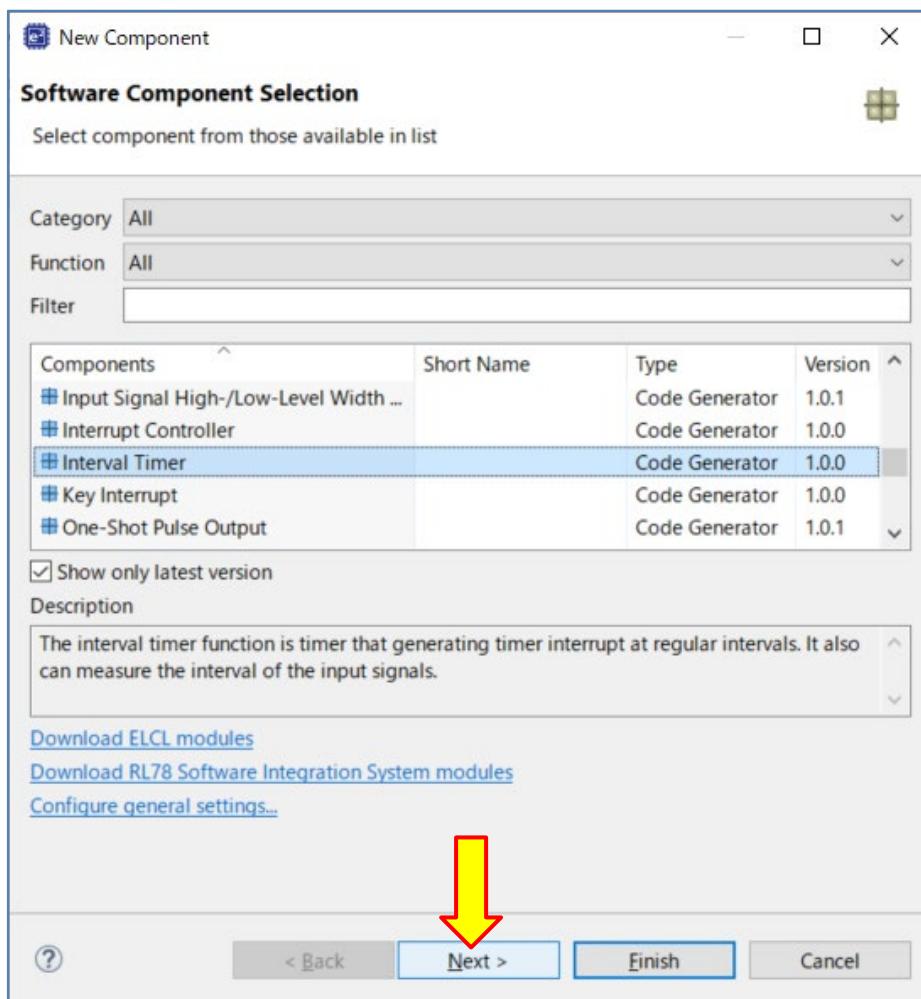 New Component
Software Component Selection
Select component from those available in list
Category All
Function All
Filter
Components Short Name Type Version
Input Signal High-/Low-Level Width ... Code Generator 1.0.1
Interrupt Controller Code Generator 1.0.0
Interval Timer Code Generator 1.0.0
Key Interrupt Code Generator 1.0.0
One-Shot Pulse Output Code Generator 1.0.1
Show only latest version
Description
The interval timer function is timer that generating timer interrupt at regular intervals. It also
can measure the interval of the input signals.
Download ELCL modules
Download RL78 Software Integration System modules
Configure general settings...
? < Back Next > Finish Cancel